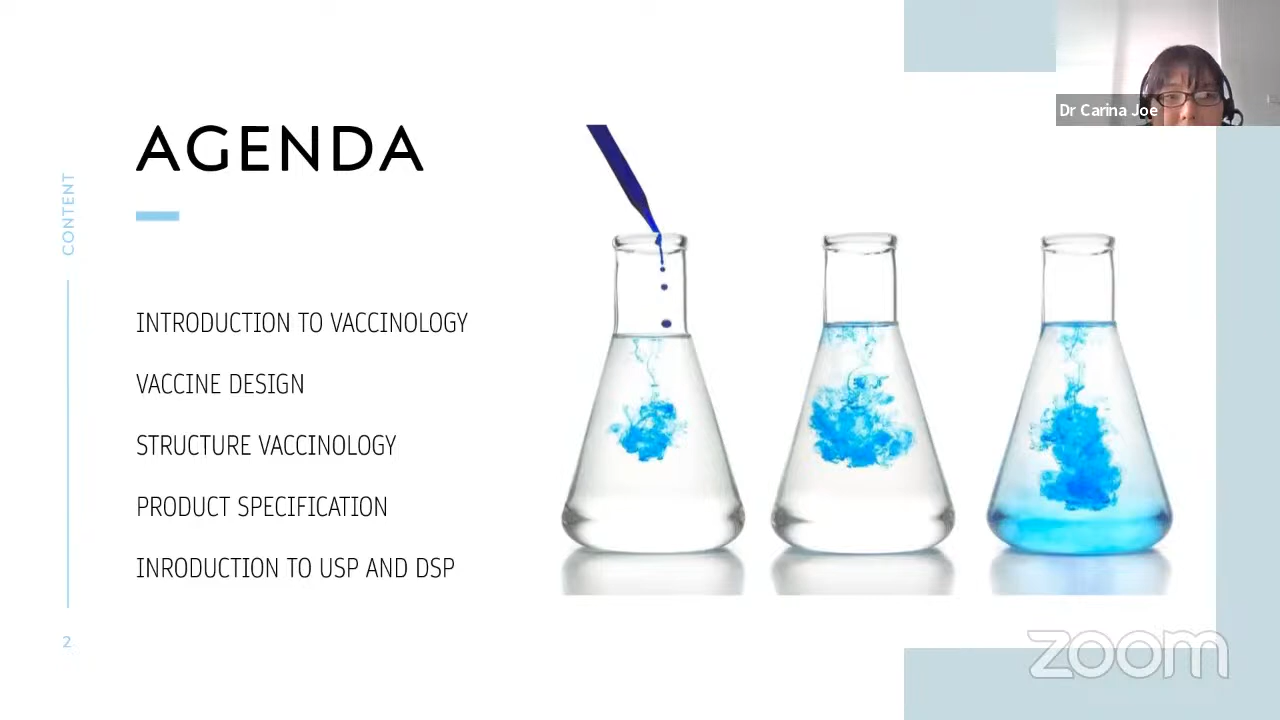 Dr Carina Joe
AGENDA
CONTENT
INTRODUCTION TO VACCINOLOGY
VACCINE DESIGN
STRUCTURE VACCINOLOGY
PRODUCT SPECIFICATION
INRODUCTION TO USP AND DSP
2
zoom